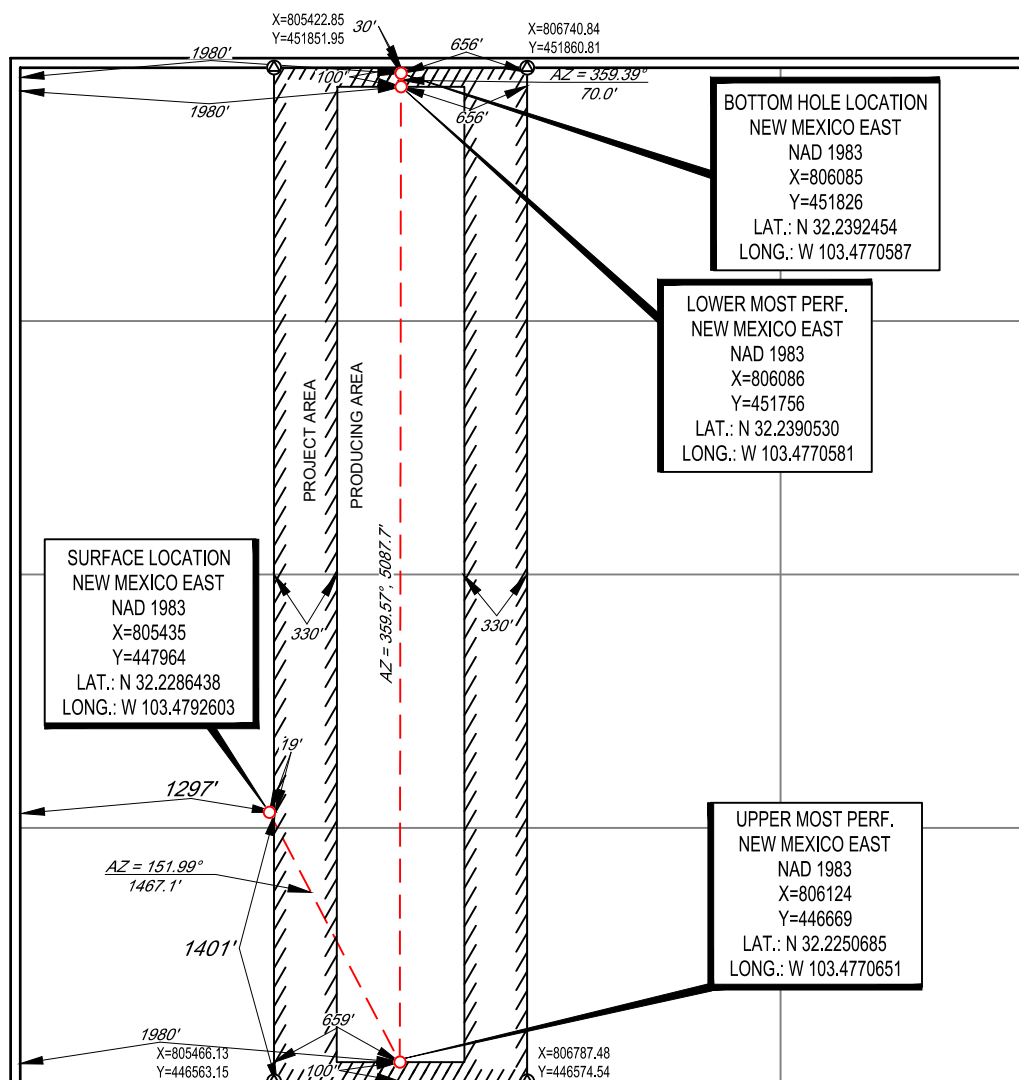 X=805422.85
Y=451851.95
30'
X=806740.84
Y=451860.81
1980'
656'
100'
AZ = 359.39°
70.0'
1980'
656'
BOTTOM HOLE LOCATION
NEW MEXICO EAST
NAD 1983
X=806085
Y=451826
LAT.: N 32.2392454
LONG.: W 103.4770587
LOWER MOST PERF.
NEW MEXICO EAST
NAD 1983
X=806086
Y=451756
LAT.: N 32.2390530
LONG.: W 103.4770581
PROJECT AREA
PRODUCING AREA
AZ = 359.57°, 5087.7'
330'
330'
SURFACE LOCATION
NEW MEXICO EAST
NAD 1983
X=805435
Y=447964
LAT.: N 32.2286438
LONG.: W 103.4792603
19'
1297'
AZ = 151.99°
1467.1'
1401'
UPPER MOST PERF.
NEW MEXICO EAST
NAD 1983
X=806124
Y=446669
LAT.: N 32.2250685
LONG.: W 103.4770651
659'
1980'
X=805466.13
Y=446563.15
100'
X=806787.48
Y=446574.54